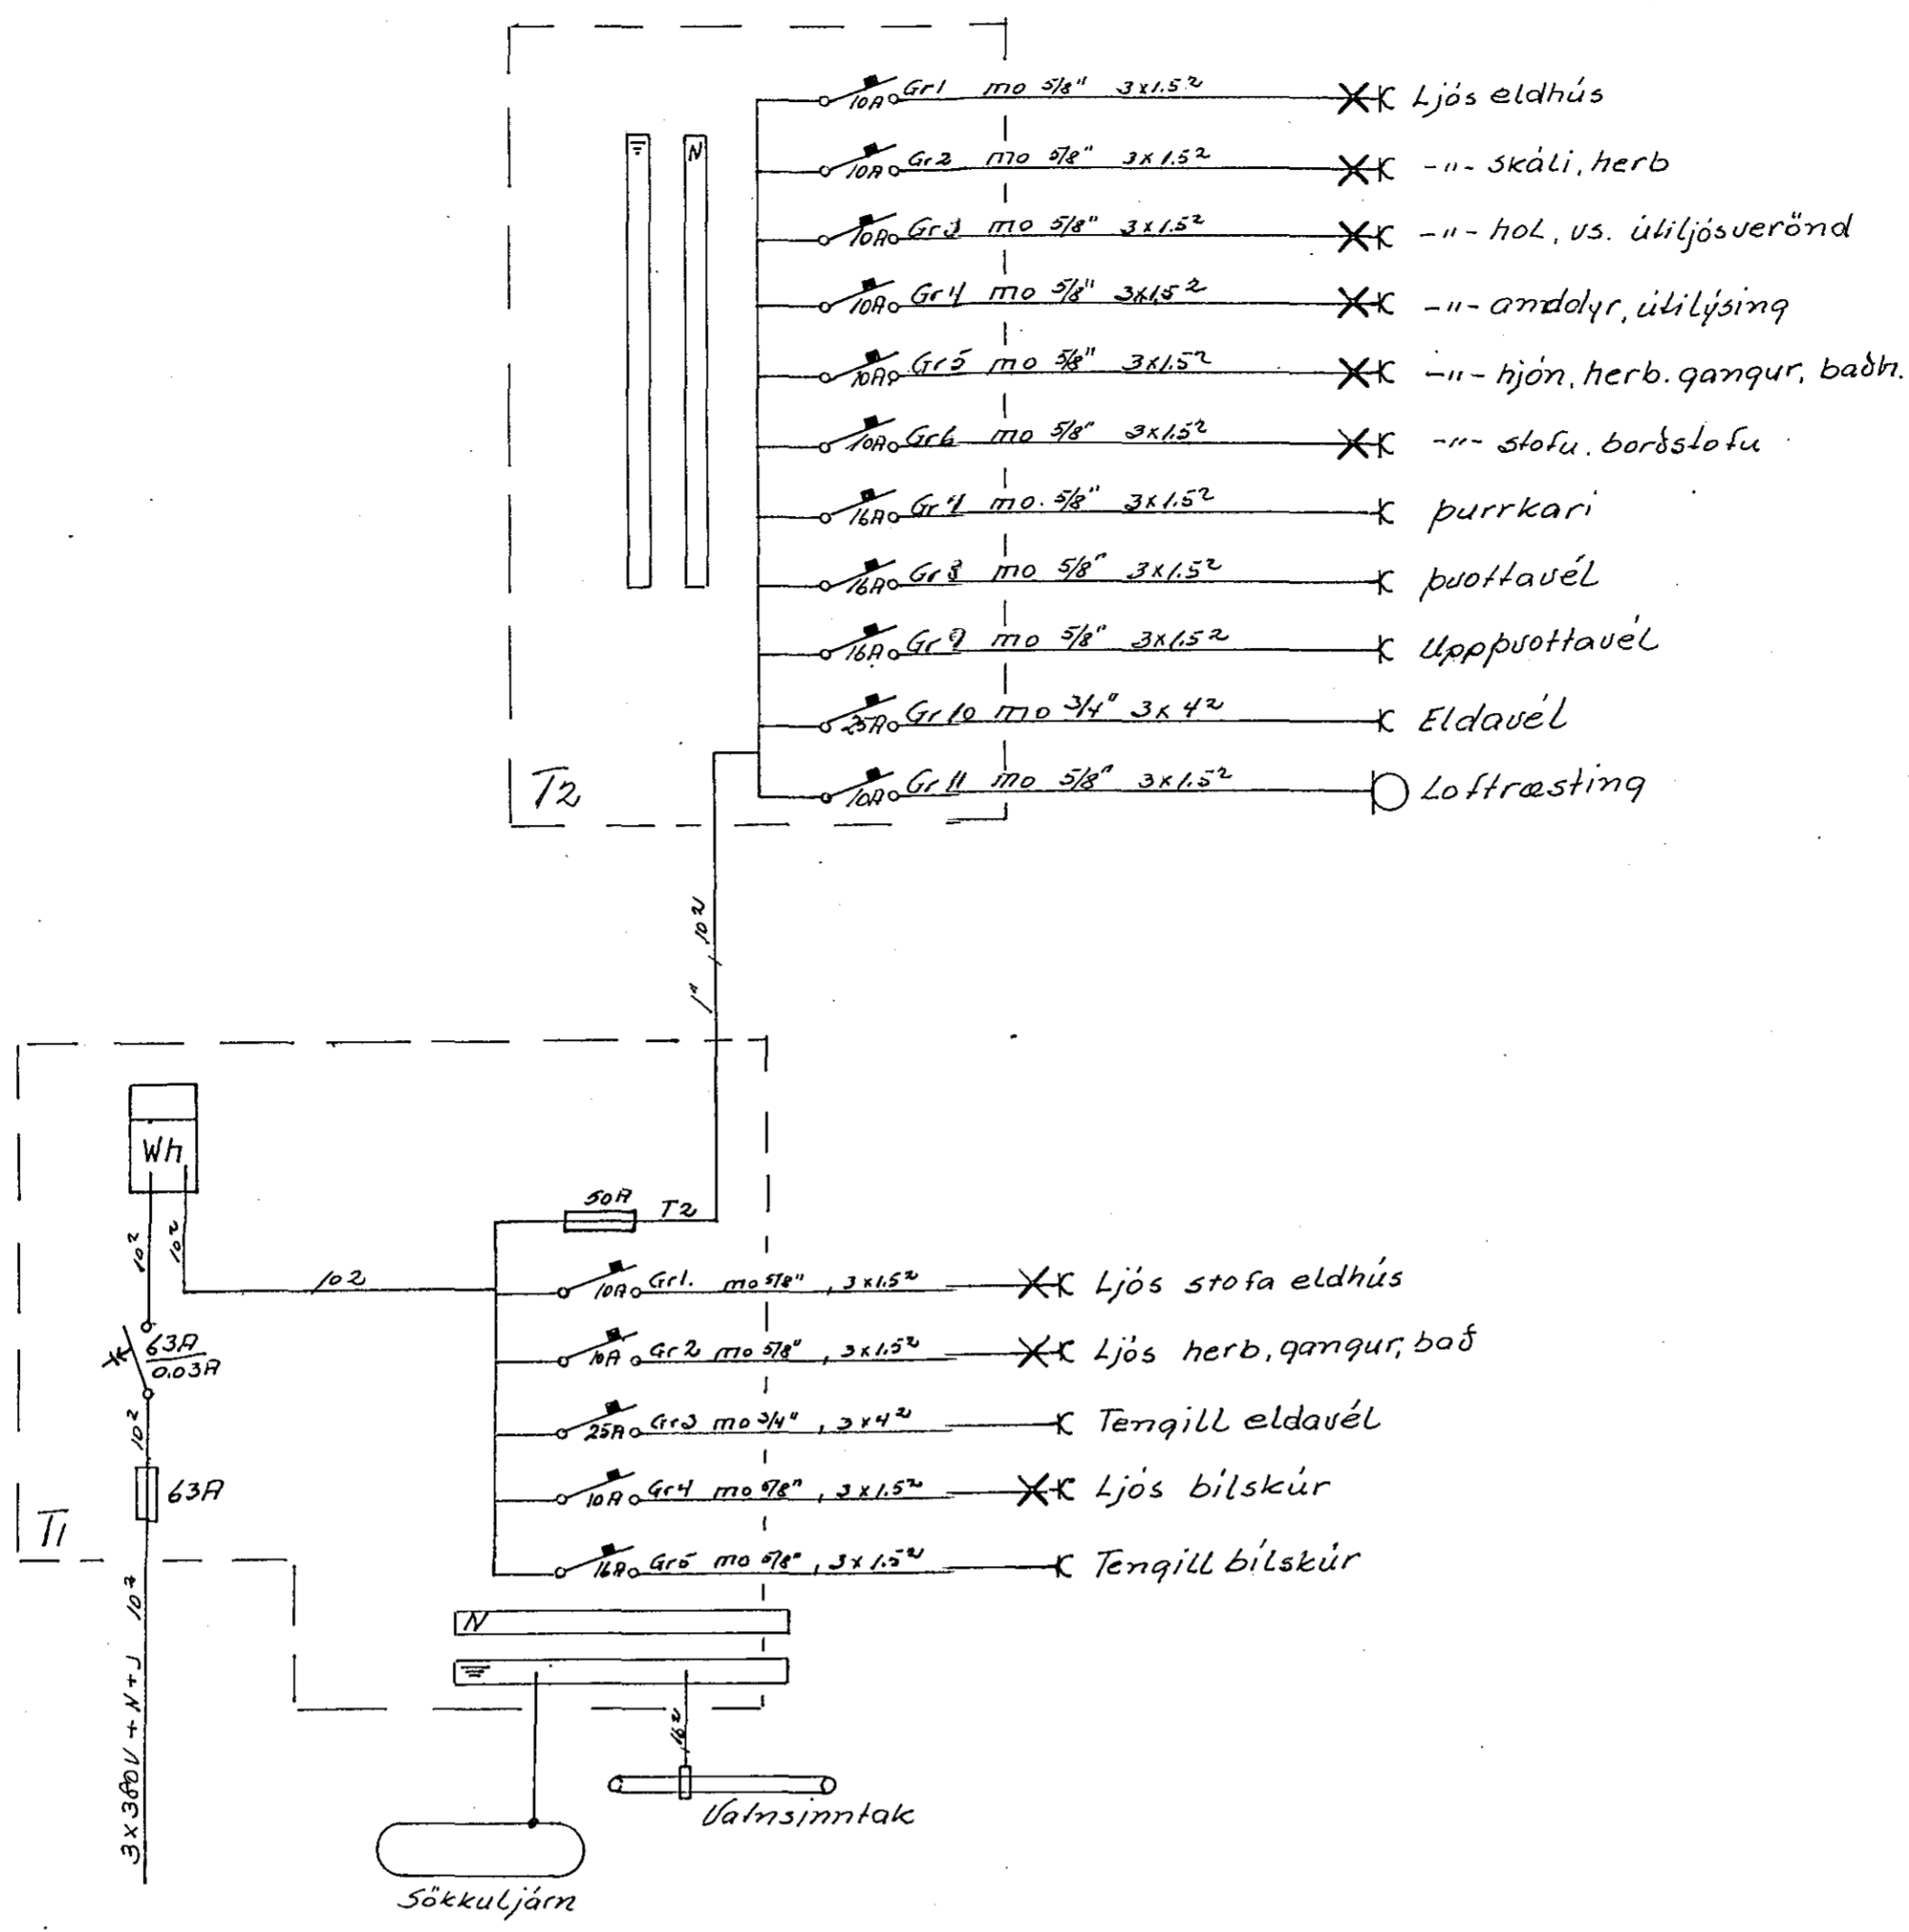 10A Gr1 mo 5/8" 3x1.5² Ljós eldhús
N
10A Gr2 mo 5/8" 3x1.5² -"- skáli, herb
10A Gr3 mo 5/8" 3x1.5² -"- hol, vs. útiljósverönd
10A Gr4 mo 5/8" 3x1,5² -"- anddyr, útilýsing
10A Gr5 mo 5/8" 3x1.5² -"- hjón, herb. gangur, baðh.
10A Gr6 mo 5/8" 3x1.5² -"- stofu. borðstofu
16A Gr7 mo. 5/8" 3x1.5² þurrkari
16A Gr8 mo 5/8" 3x1.5² þvottavél
16A Gr9 mo 5/8" 3x1.5² Uppþvottavél
25A Gr10 mo 3/4" 3x4² Eldavél
T2
10A Gr11 mo 5/8" 3x1.5² Loftræsting
1" 10²
Wh
50A T2
10² 10²
10²
10A Gr1. mo 5/8", 3x1.5² Ljós stofa eldhús
63A
0.03A
10A Gr2 mo 5/8", 3x1.5² Ljós herb, gangur, bað
10²
25A Gr3 mo 3/4", 3x4² Tengill eldavél
63A
10A Gr4 mo 5/8", 3x1.5² Ljós bílskúr
T1
16A Gr5 mo 5/8", 3x1.5² Tengill bílskúr
N
3x380V+N+J 10²
16²
Vatnsinntak
Sökkuljárn